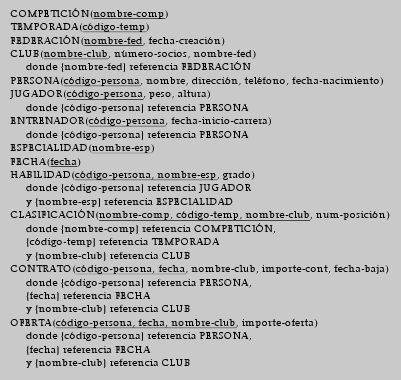 COMPETICIÓN(nombre-comp)
TEMPORADA(código-temp)
FEDERACIÓN(nombre-fed, fecha-creación)
CLUB(nombre-club, número-socios, nombre-fed)
donde {nombre-fed} referencia FEDERACIÓN
PERSONA(código-persona, nombre, dirección, teléfono, fecha-nacimiento)
JUGADOR(código-persona, peso, altura)
donde {código-persona} referencia PERSONA
ENTRENADOR(código-persona, fecha-inicio-carrera)
donde {código-persona} referencia PERSONA
ESPECIALIDAD(nombre-esp)
FECHA(fecha)
HABILIDAD(código-persona, nombre-esp, grado)
donde {código-persona} referencia JUGADOR
y {nombre-esp} referencia ESPECIALIDAD
CLASIFICACIÓN(nombre-comp, código-temp, nombre-club, num-posición)
donde {nombre-comp} referencia COMPETICIÓN,
{código-temp} referencia TEMPORADA
y {nombre-club} referencia CLUB
CONTRATO(código-persona, fecha, nombre-club, importe-cont, fecha-baja)
donde {código-persona} referencia PERSONA,
{fecha} referencia FECHA
y {nombre-club} referencia CLUB
OFERTA(código-persona, fecha, nombre-club, importe-oferta)
donde {código-persona} referencia PERSONA,
{fecha} referencia FECHA
y {nombre-club} referencia CLUB